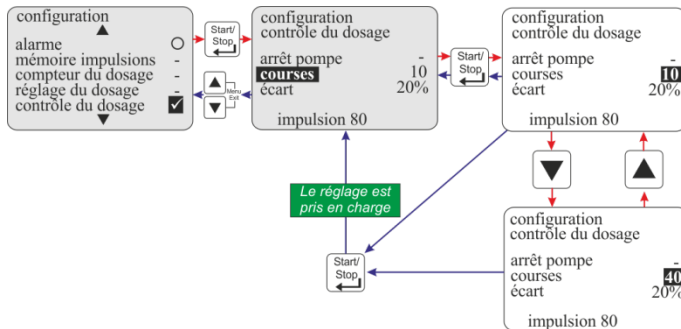 configuration
alarme
mémoire impulsions -
compteur du dosage -
réglage du dosage -
contrôle du dosage
Start/
Stop
Menu
Exit
configuration
contrôle du dosage
arrêt pompe -
courses 10
écart 20%
impulsion 80
Start/
Stop
configuration
contrôle du dosage
arrêt pompe -
courses 10
écart 20%
impulsion 80
Le réglage est
pris en charge
Start/
Stop
configuration
contrôle du dosage
arrêt pompe -
courses 40
écart 20%
impulsion 80